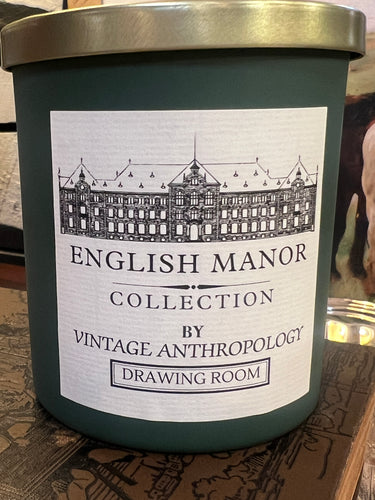 ENGLISH MANOR
COLLECTION
BY
VINTAGE ANTHROPOLOGY
DRAWING ROOM